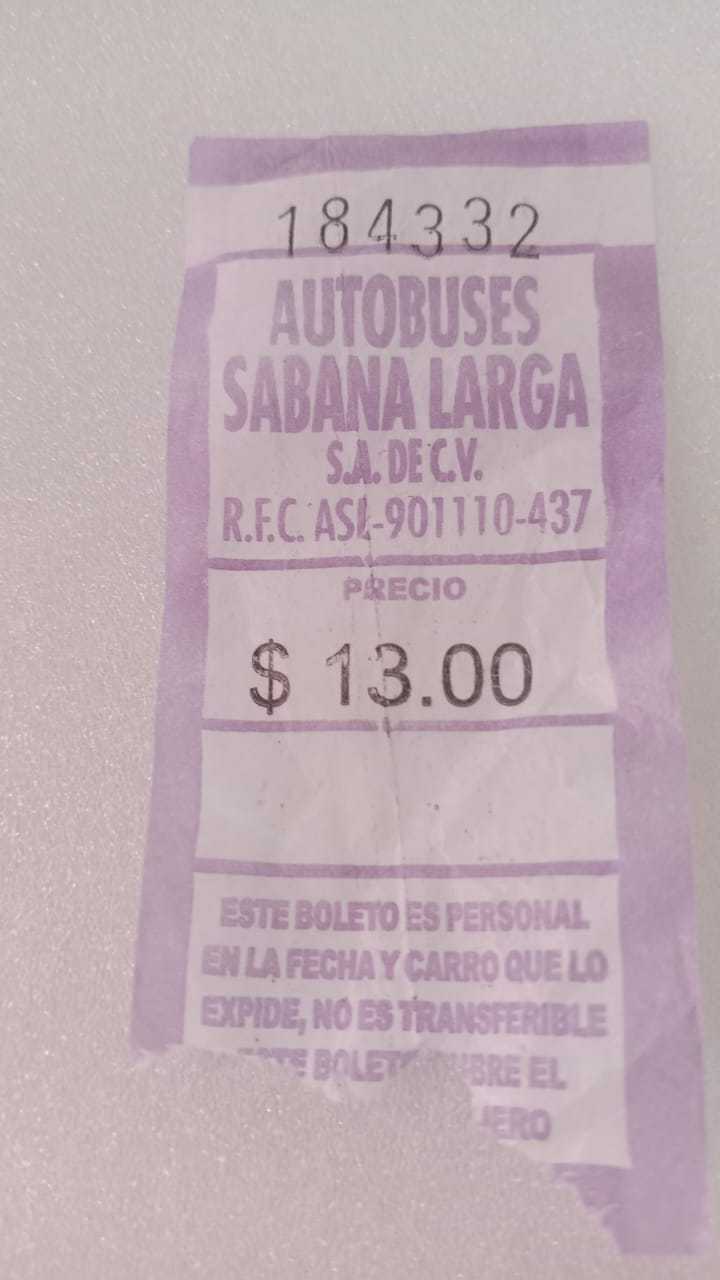 184332
AUTOBUSES
SABANA LARGA
S.A. DE C.V.
R.F.C. ASL-901110-437
PRECIO
$ 13.00
ESTE BOLETO ES PERSONAL
EN LA FECHA Y CARRO QUE LO
EXPIDE, NO ES TRANSFERIBLE
EL